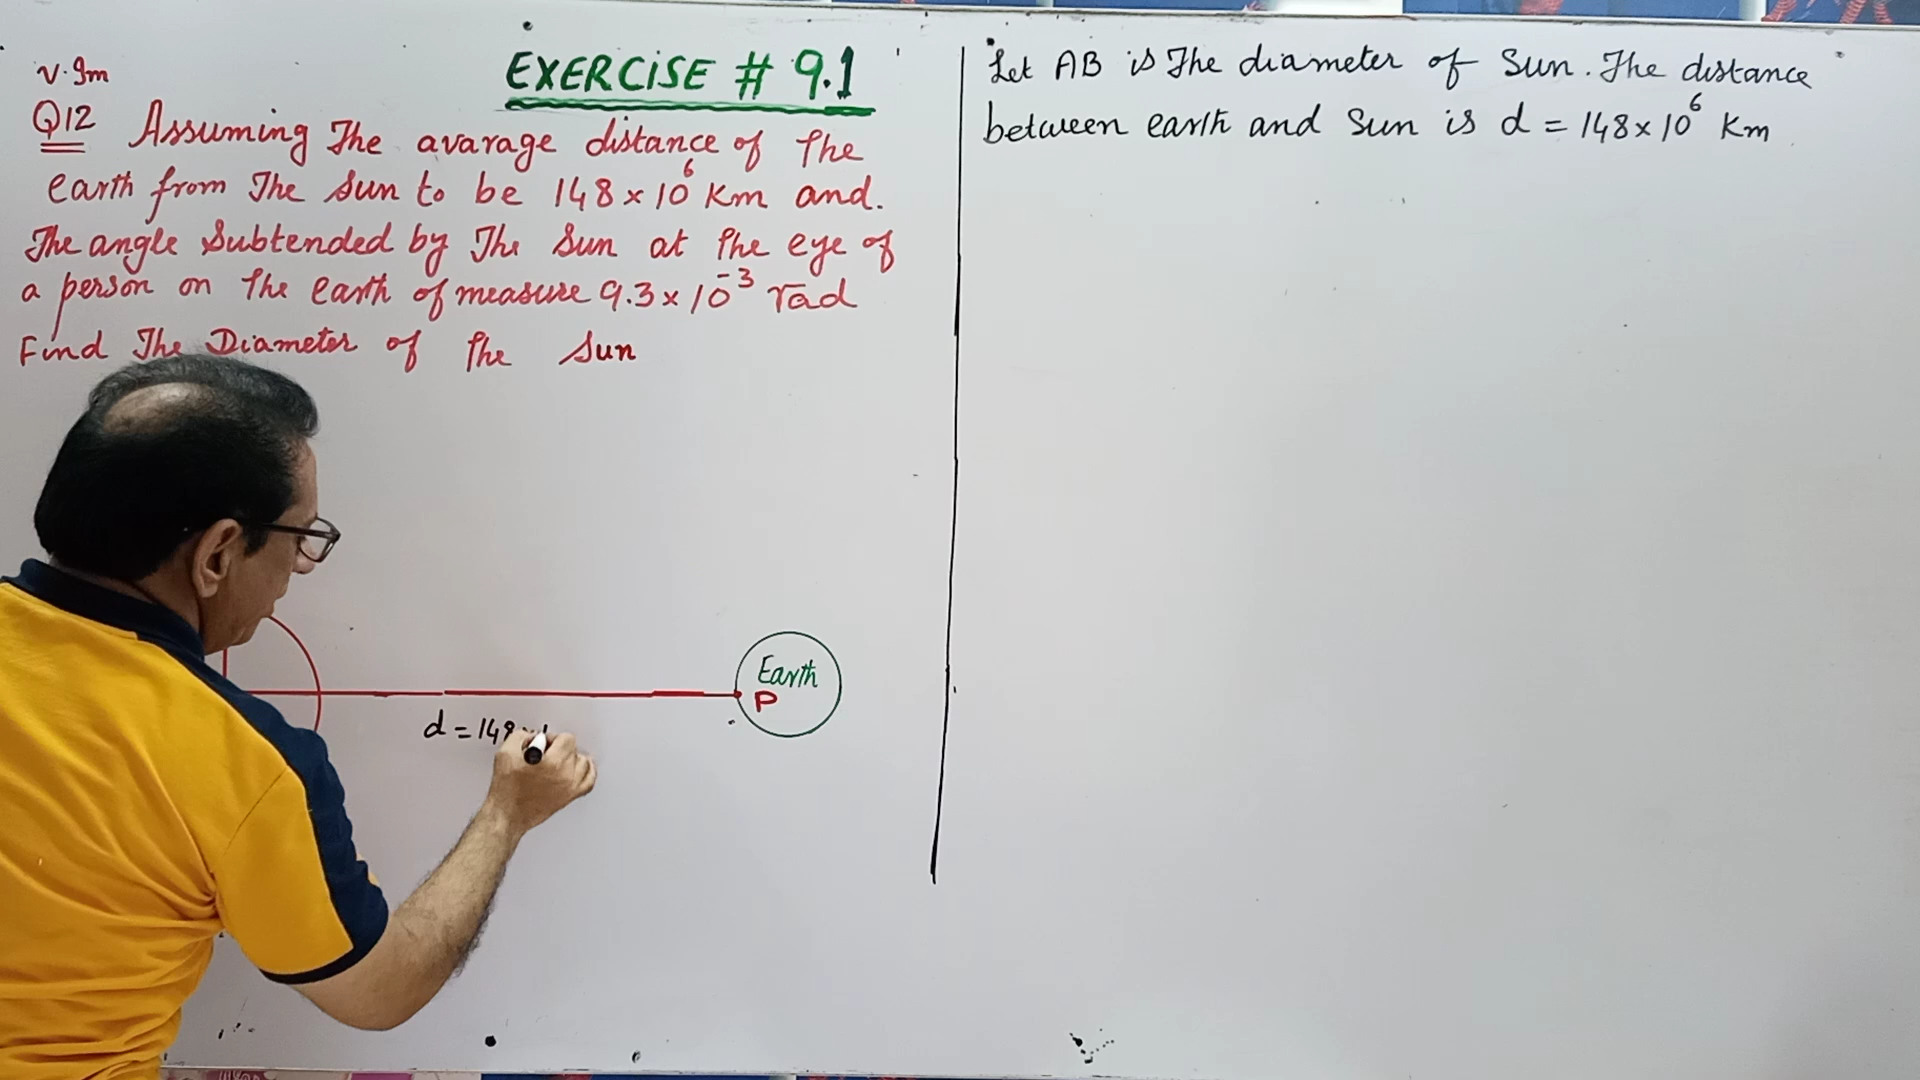 EXERCISE # 9.1
V.Im
Q12 Assuming The avarage distance of the
earth from The Sun to be 148 × 10⁶ Km and.
The angle Subtended by The Sun at the eye of
a person on the earth of measure 9.3 × 10⁻³ rad
Find The Diameter of the Sun
Earth
P
d = 148 ×
Let AB is The diameter of Sun. The distance
between earth and Sun is d = 148 × 10⁶ Km